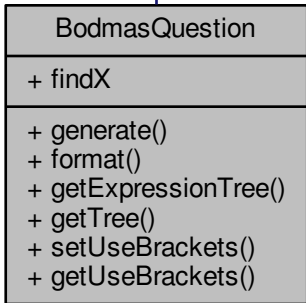 BodmasQuestion
+ findX
+ generate()
+ format()
+ getExpressionTree()
+ getTree()
+ setUseBrackets()
+ getUseBrackets()